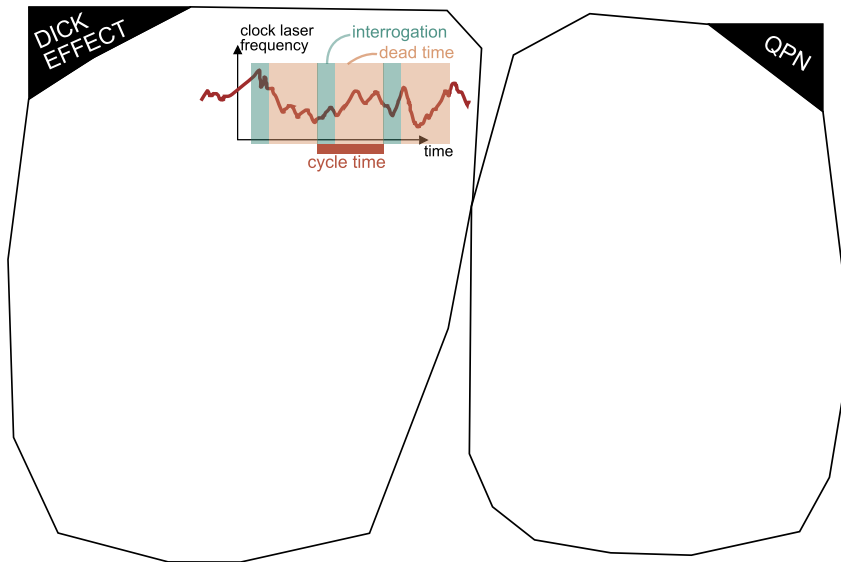 DICK
EFFECT
clock laser
frequency
interrogation
dead time
time
cycle time
QPN